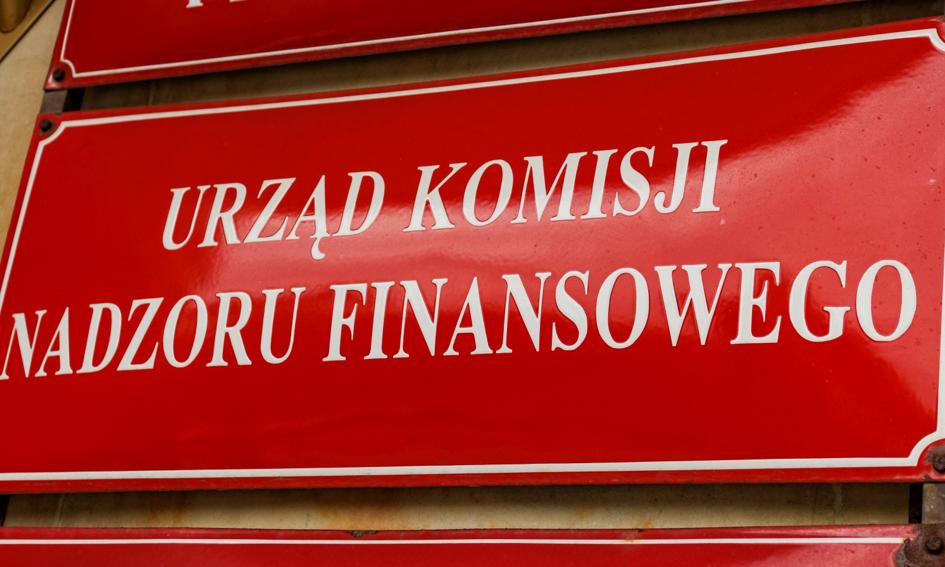 URZĄD KOMISJI
NADZORU FINANSOWEGO